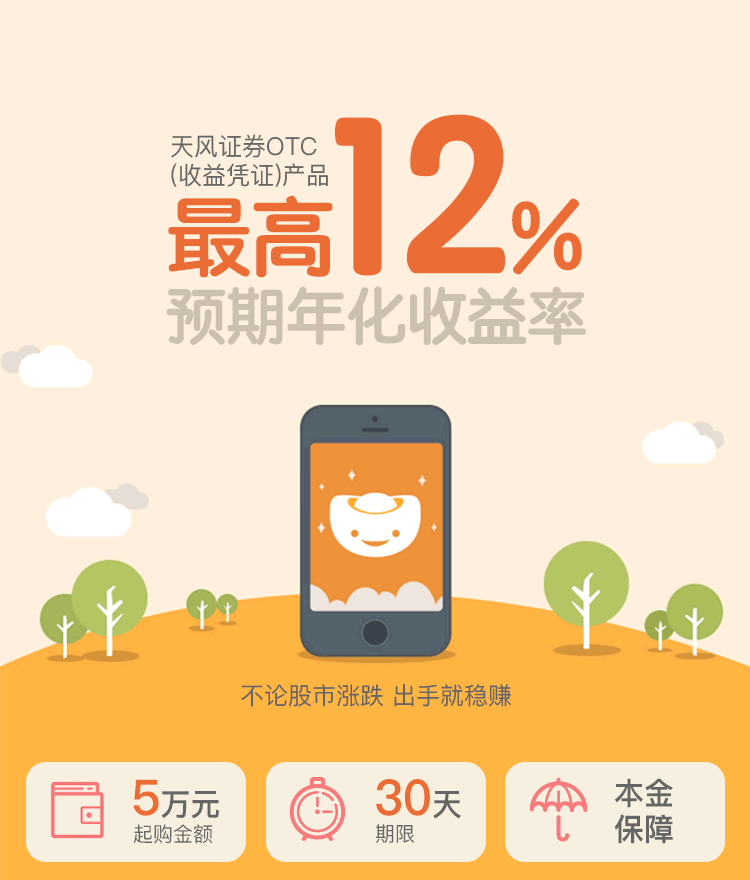 天风证券OTC
(收益凭证)产品
最高12%
预期年化收益率
不论股市涨跌 出手就稳赚
5万元
起购金额
30天
期限
本金
保障